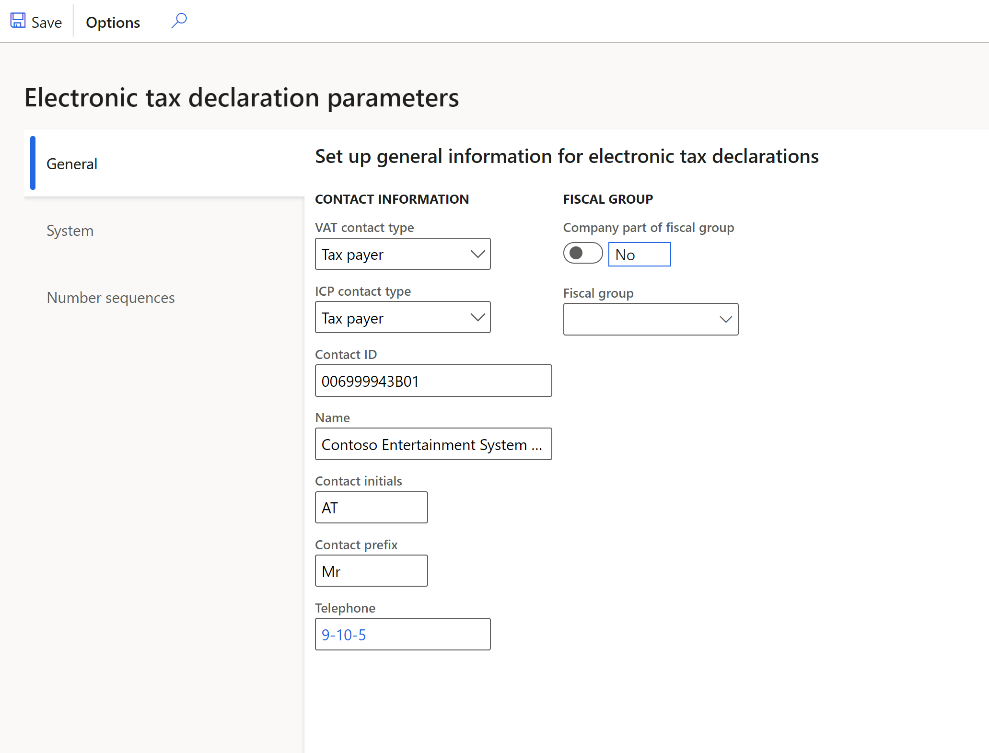 Save Options
Electronic tax declaration parameters
General
System
Number sequences
Set up general information for electronic tax declarations
CONTACT INFORMATION
VAT contact type
Tax payer
ICP contact type
Tax payer
Contact ID
006999943B01
Name
Contoso Entertainment System ...
Contact initials
AT
Contact prefix
Mr
Telephone
9-10-5
FISCAL GROUP
Company part of fiscal group
No
Fiscal group